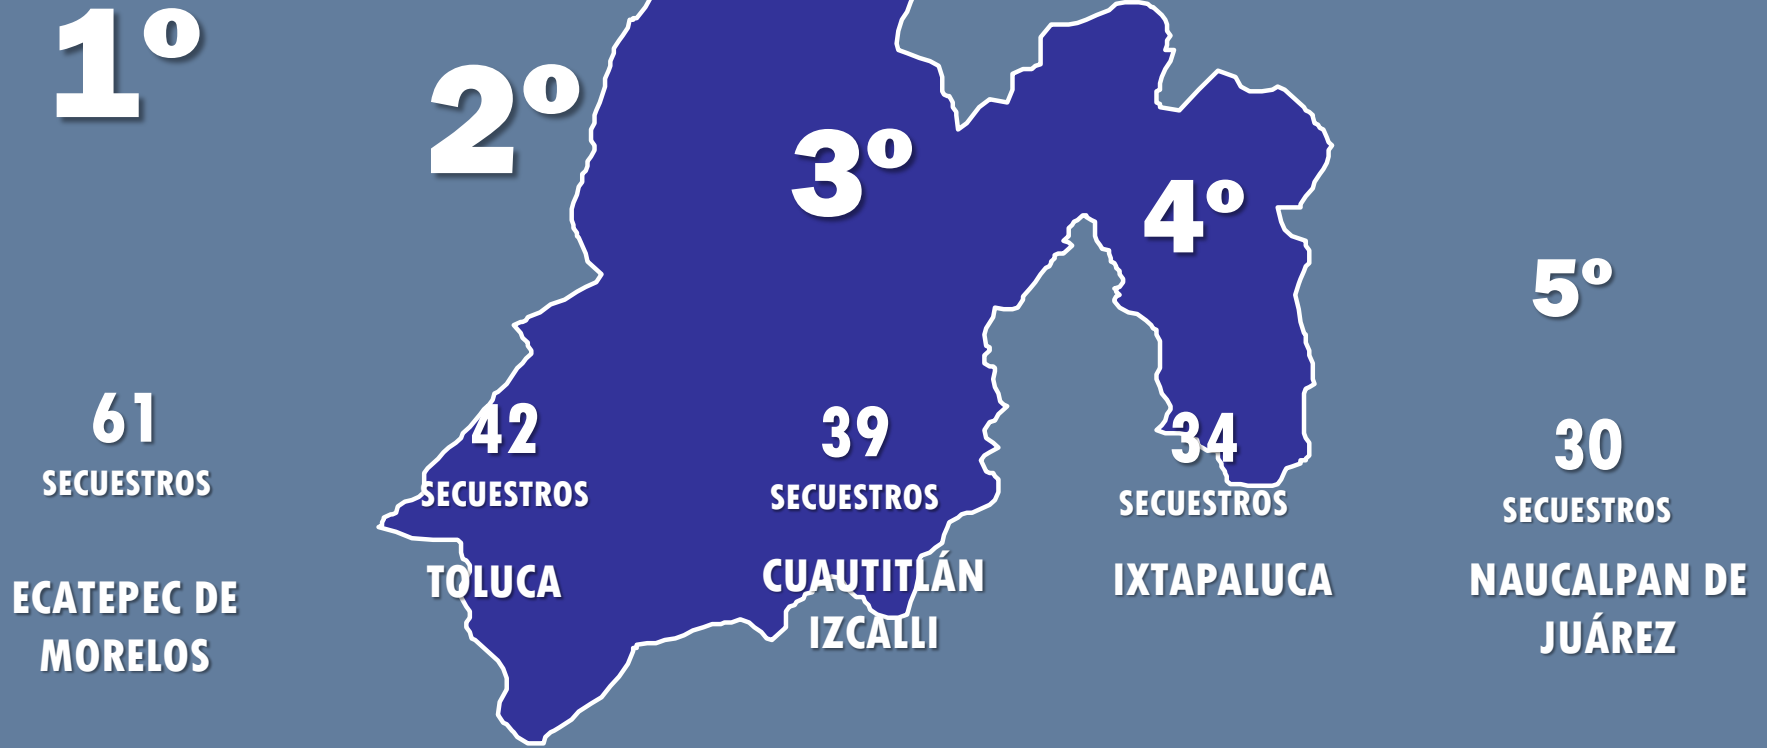 1º
61
SECUESTROS
ECATEPEC DE
MORELOS
2º
42
SECUESTROS
TOLUCA
3º
39
SECUESTROS
CUAUTITLÁN
IZCALLI
4º
34
SECUESTROS
IXTAPALUCA
5º
30
SECUESTROS
NAUCALPAN DE
JUÁREZ